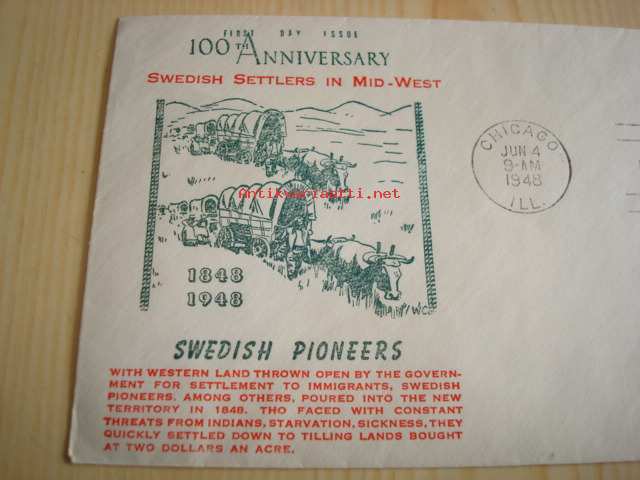 FIRST DAY ISSUE
100TH ANNIVERSARY
SWEDISH SETTLERS IN MID-WEST
CHICAGO
JUN 4
9-AM
1948
ILL.
Antikvariaatti.net
1848
1948
WCO
SWEDISH PIONEERS
WITH WESTERN LAND THROWN OPEN BY THE GOVERN-
MENT FOR SETTLEMENT TO IMMIGRANTS, SWEDISH
PIONEERS, AMONG OTHERS, POURED INTO THE NEW
TERRITORY IN 1848. THO FACED WITH CONSTANT
THREATS FROM INDIANS, STARVATION, SICKNESS, THEY
QUICKLY SETTLED DOWN TO TILLING LANDS BOUGHT
AT TWO DOLLARS AN ACRE.